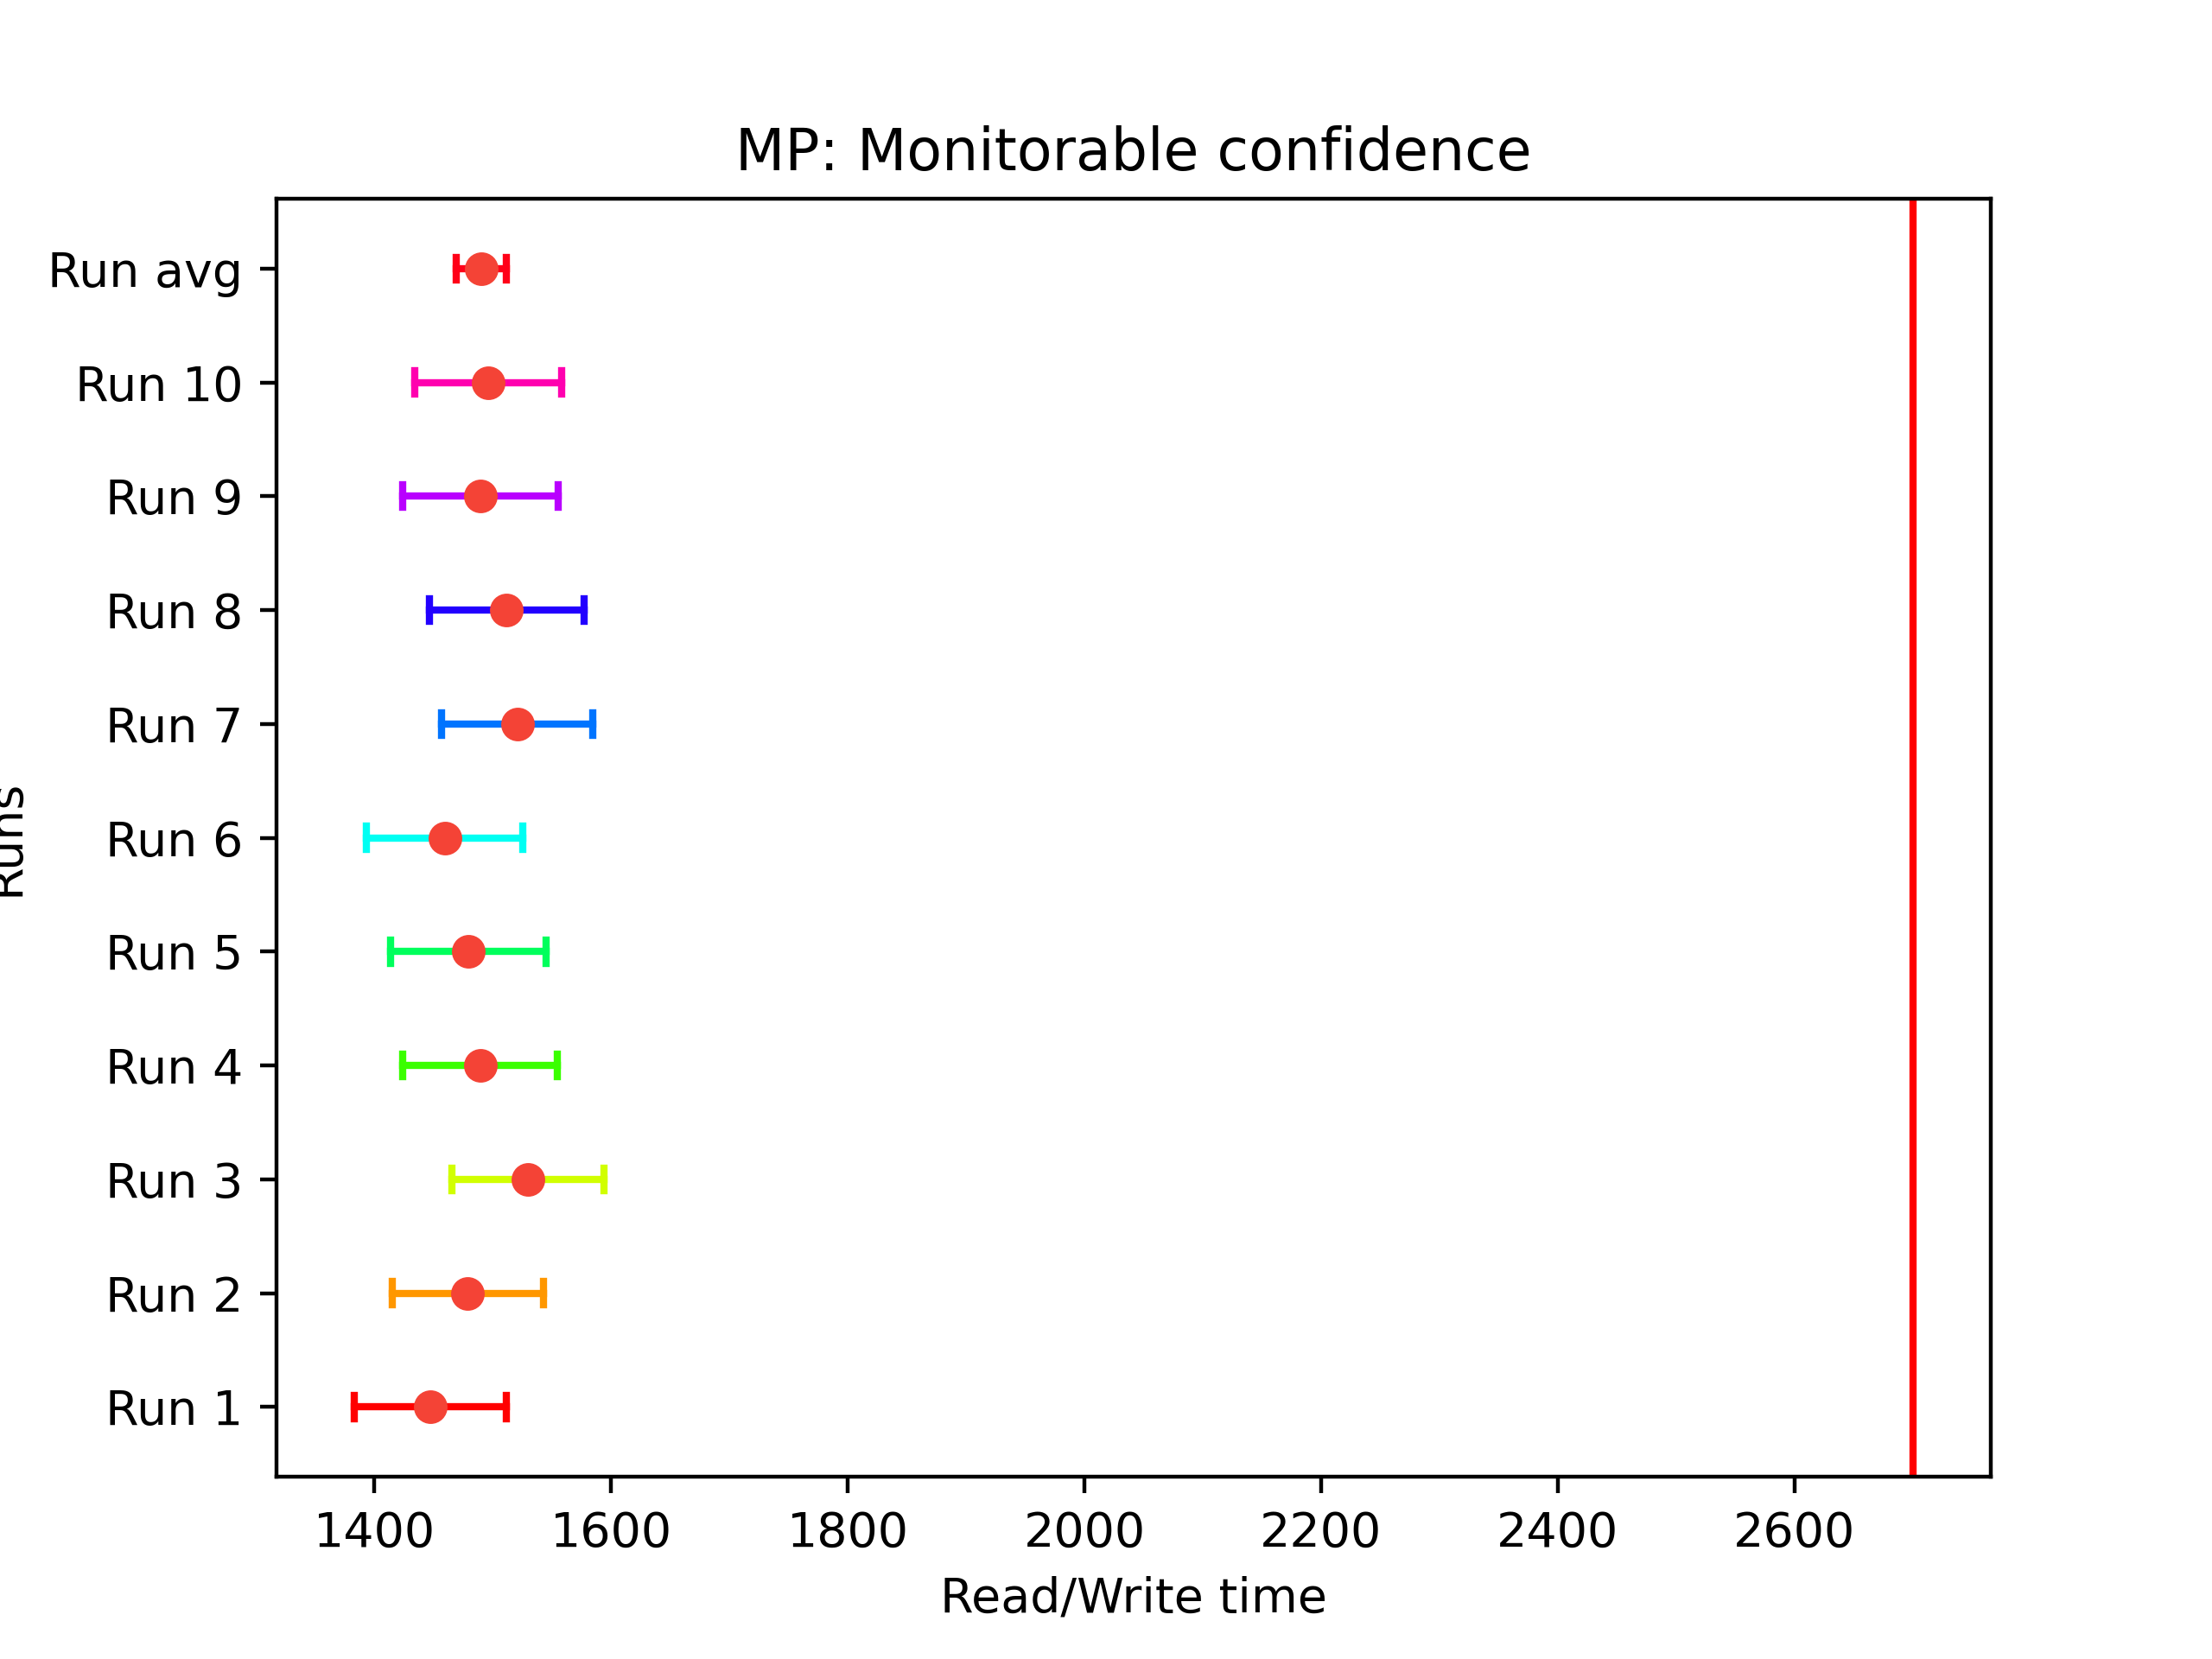 MP: Monitorable confidence
Run avg
Run 10
Run 9
Run 8
Run 7
Run 6
Run 5
Run 4
Run 3
Run 2
Run 1
Runs
1400 1600 1800 2000 2200 2400 2600
Read/Write time